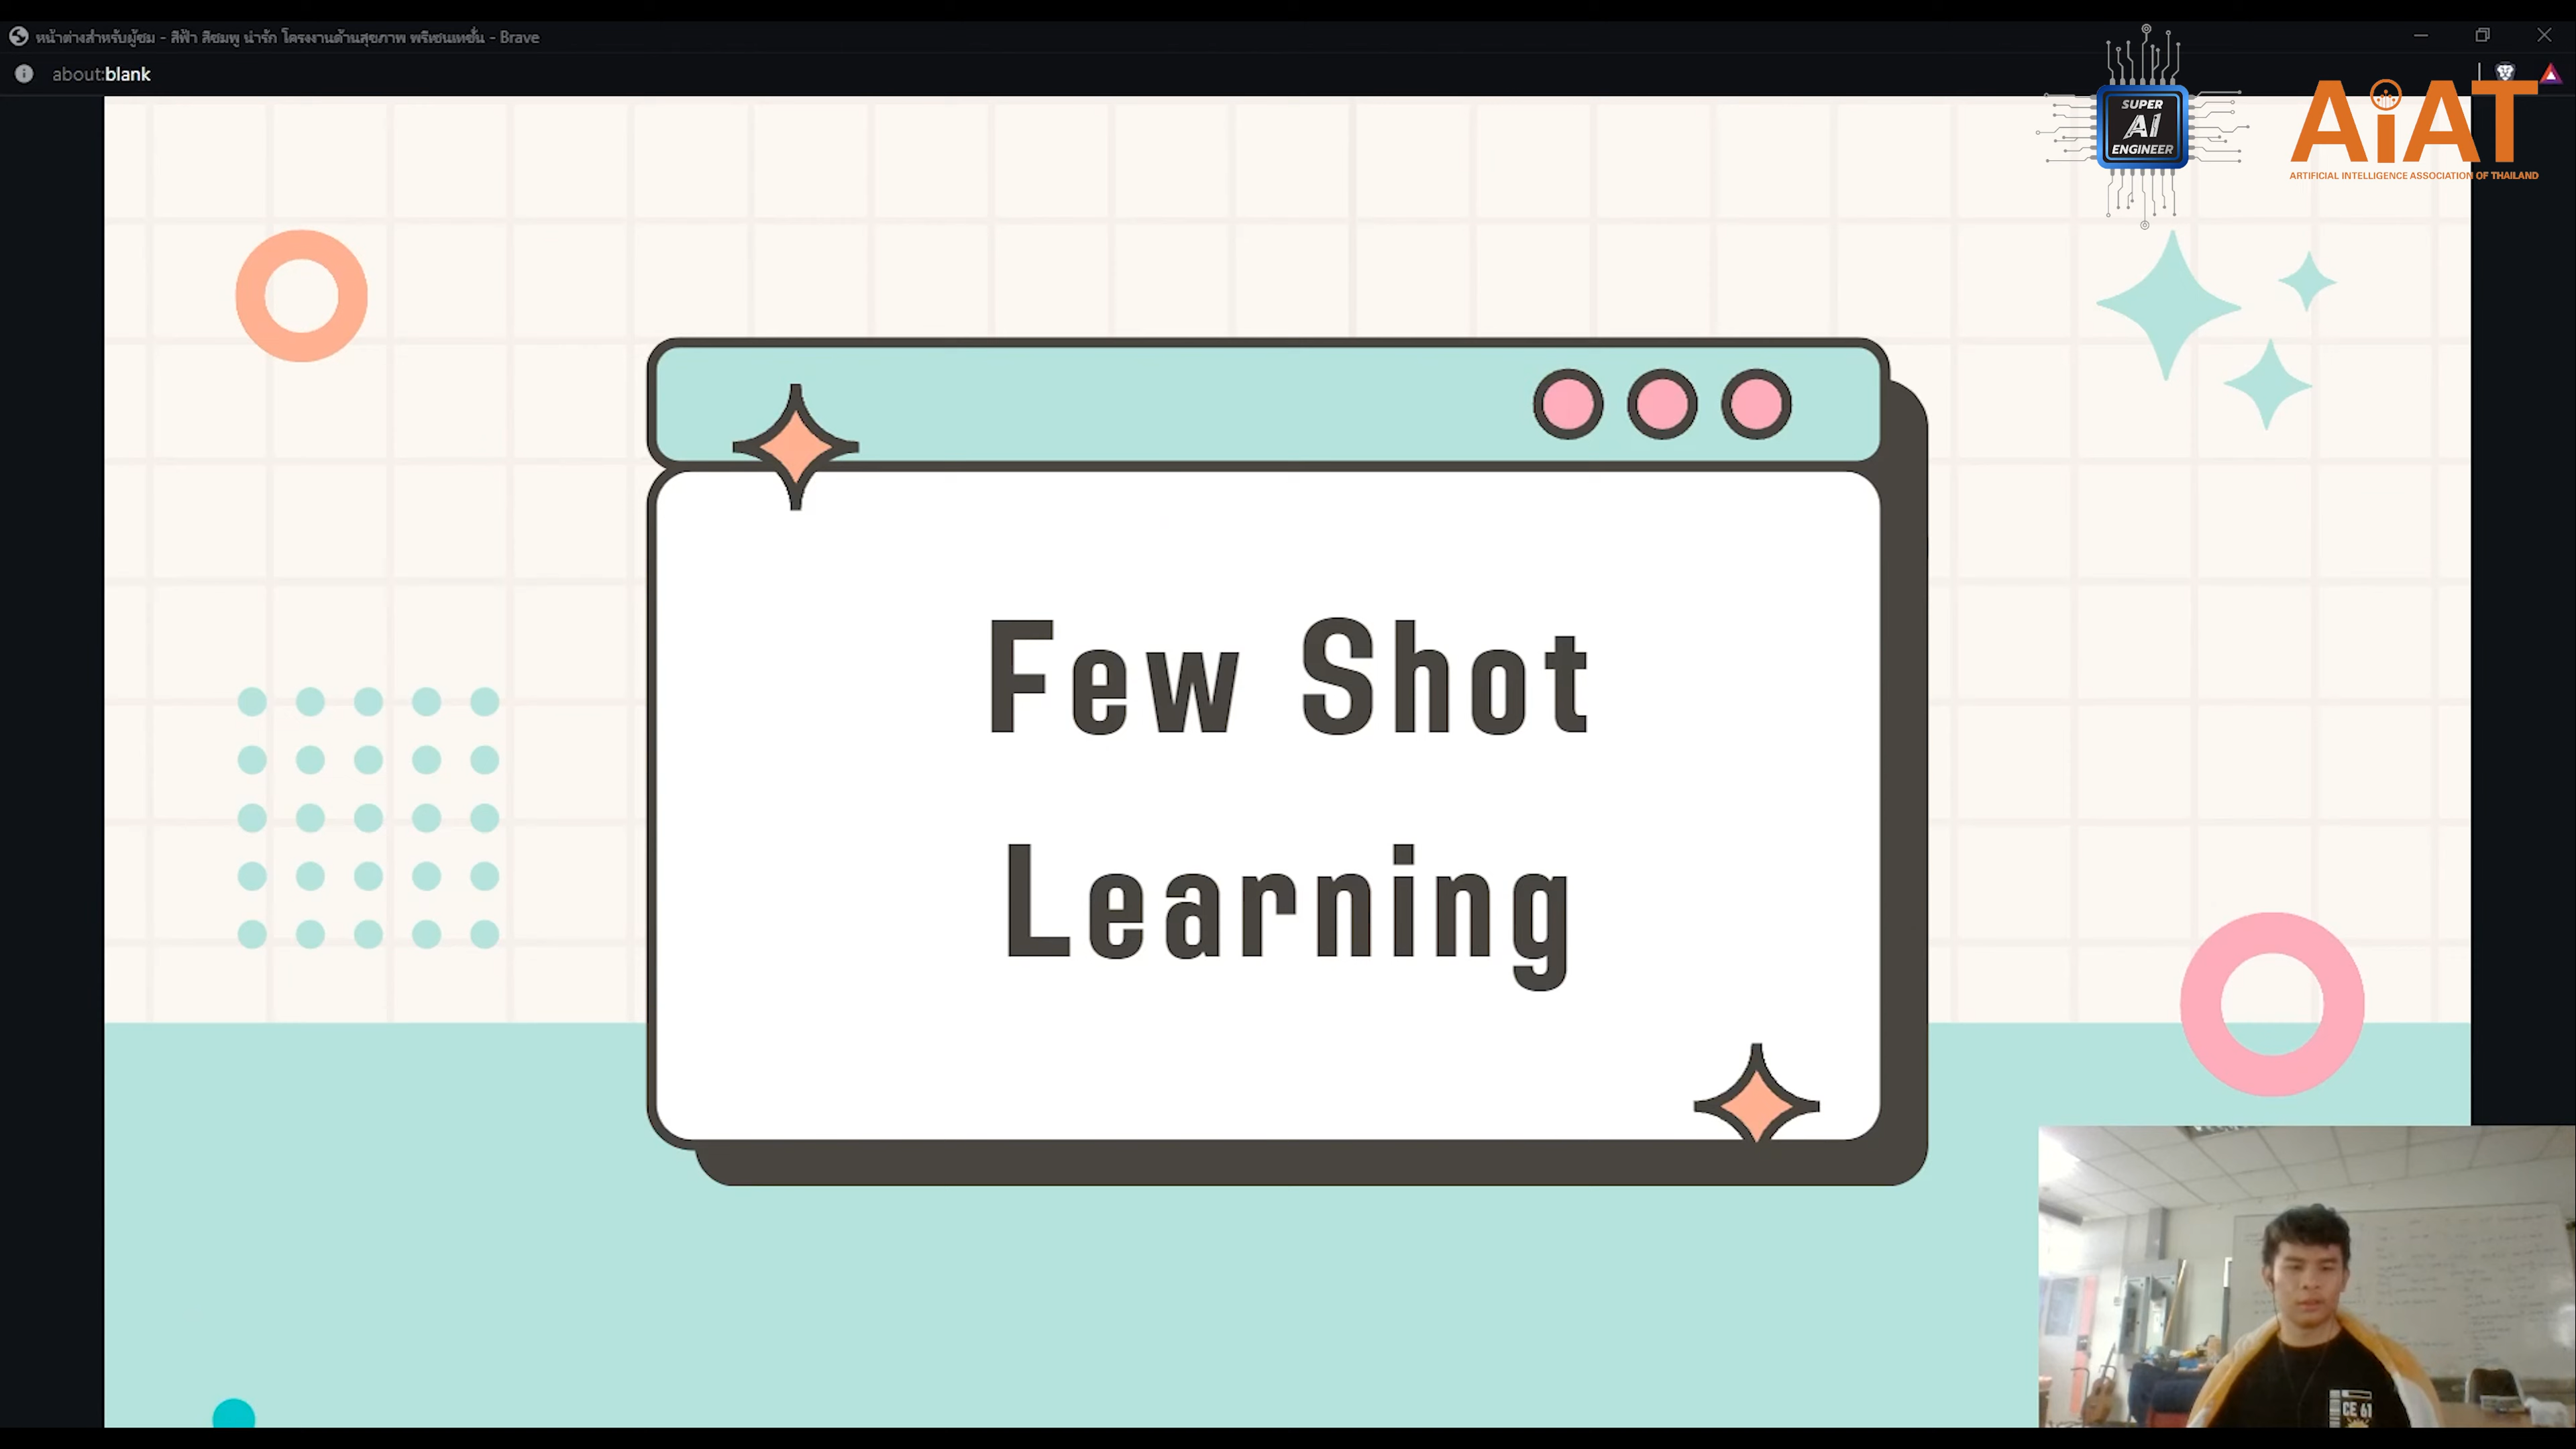 หน้าต่างสำหรับผู้ชม - สีฟ้า สีชมพู น่ารัก โครงงานด้านสุขภาพ พรีเซนเทชั่น - Brave
about:blank
SUPER
AI
ENGINEER
AiAT
ARTIFICIAL INTELLIGENCE ASSOCIATION OF THAILAND
Few Shot
Learning
CE 61